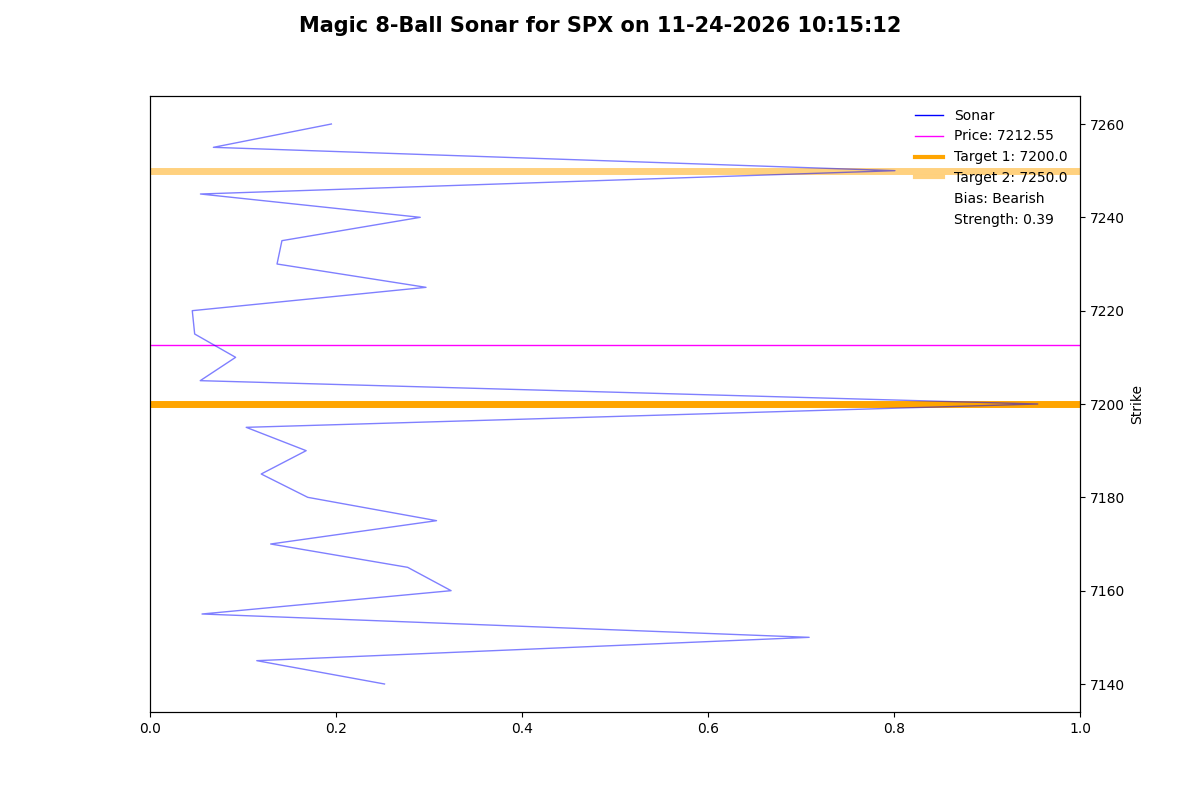 Magic 8-Ball Sonar for SPX on 11-24-2026 10:15:12
Sonar
Price: 7212.55
Target 1: 7200.0
Target 2: 7250.0
Bias: Bearish
Strength: 0.39
7260
7240
7220
7200
7180
7160
7140
Strike
0.0 0.2 0.4 0.6 0.8 1.0